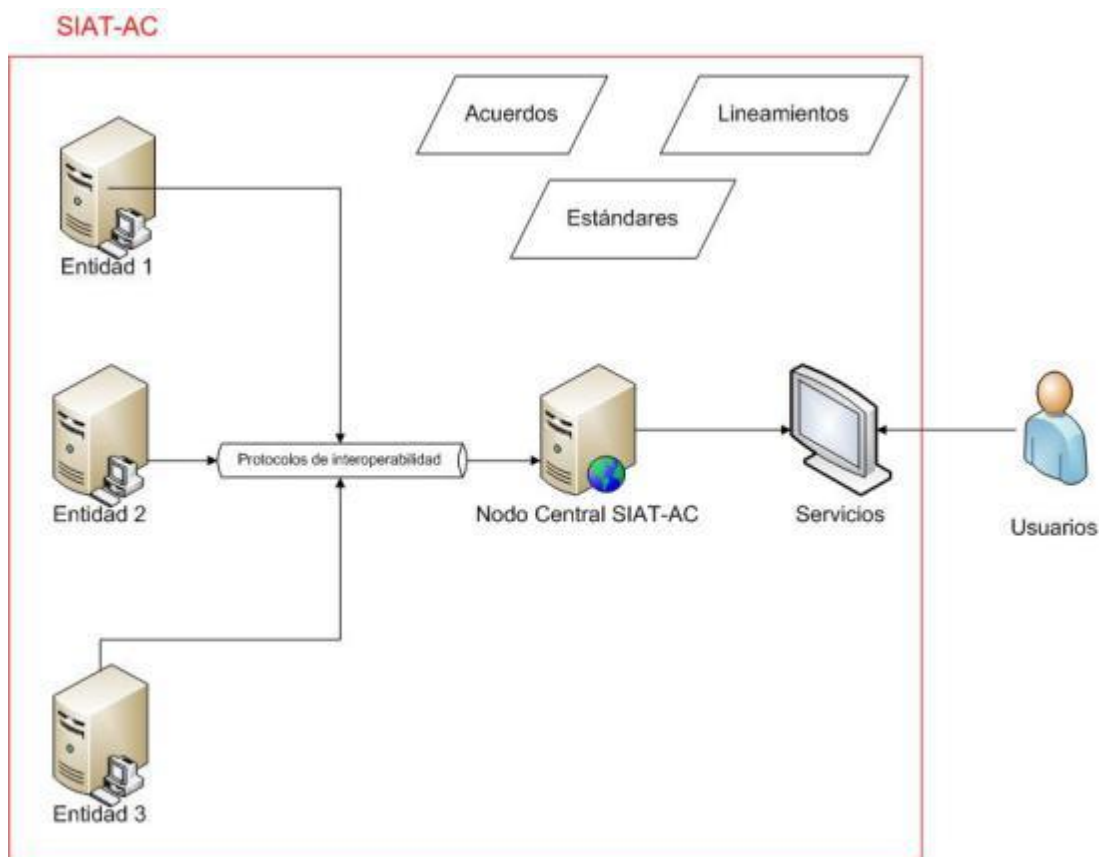 SIAT-AC
Acuerdos
Lineamientos
Estándares
Entidad 1
Protocolos de interoperabilidad
Entidad 2
Nodo Central SIAT-AC
Servicios
Usuarios
Entidad 3